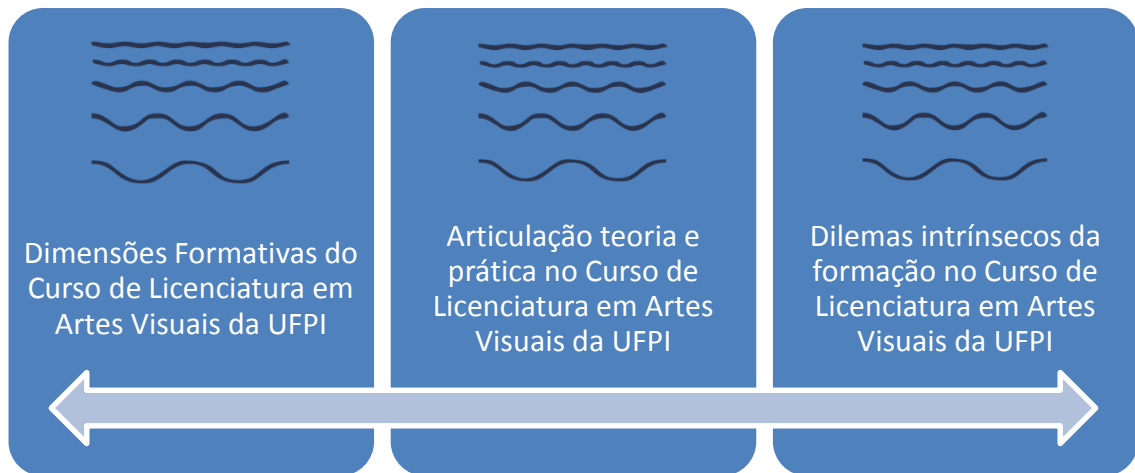 Dimensões Formativas do
Curso de Licenciatura em
Artes Visuais da UFPI
Articulação teoria e
prática no Curso de
Licenciatura em Artes
Visuais da UFPI
Dilemas intrínsecos da
formação no Curso de
Licenciatura em Artes
Visuais da UFPI